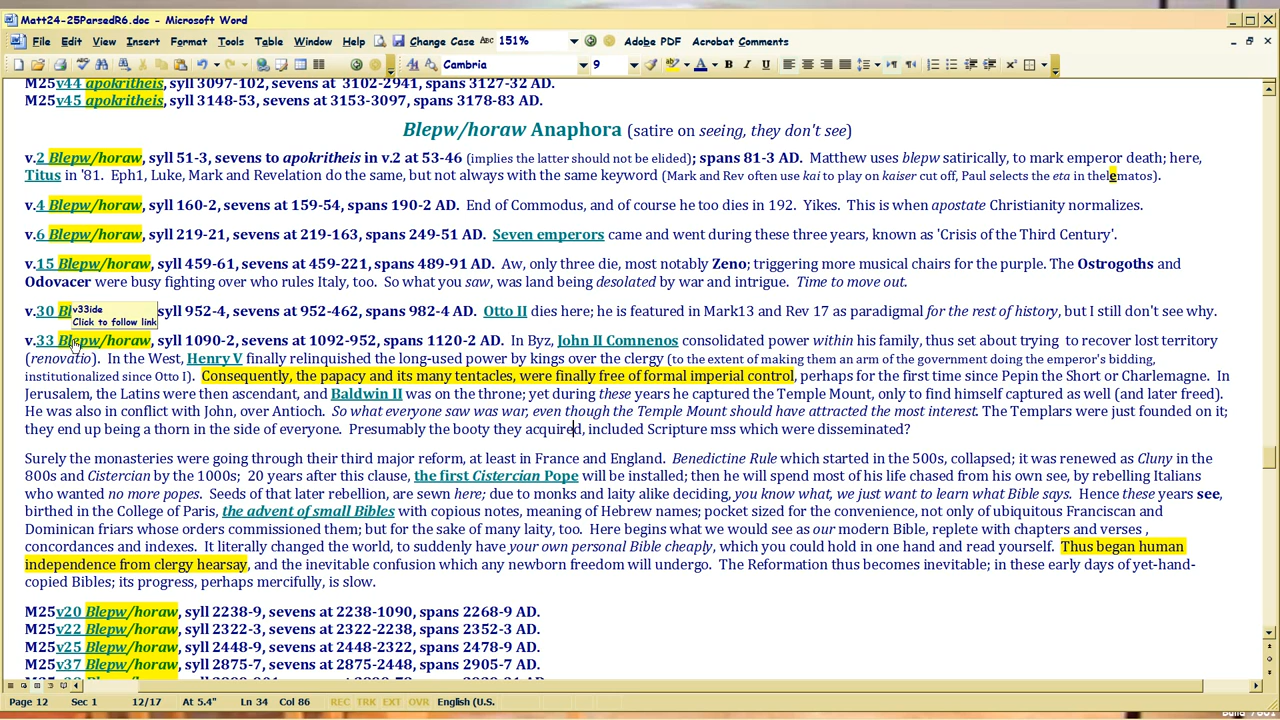 Matt24-25ParsedR6.doc - Microsoft Word
File Edit View Insert Format Tools Table Window Help Change Case ABC 151% Adobe PDF Acrobat Comments
Cambria 9 B I U
M25v44 apokritheis, syll 3097-102, sevens at 3102-2941, spans 3127-32 AD.
M25v45 apokritheis, syll 3148-53, sevens at 3153-3097, spans 3178-83 AD.
Blepw/horaw Anaphora (satire on seeing, they don't see)
v.2 Blepw/horaw, syll 51-3, sevens to apokritheis in v.2 at 53-46 (implies the latter should not be elided); spans 81-3 AD. Matthew uses blepw satirically, to mark emperor death; here,
Titus in '81. Eph1, Luke, Mark and Revelation do the same, but not always with the same keyword (Mark and Rev often use kai to play on kaiser cut off, Paul selects the eta in thelematos).
v.4 Blepw/horaw, syll 160-2, sevens at 159-54, spans 190-2 AD. End of Commodus, and of course he too dies in 192. Yikes. This is when apostate Christianity normalizes.
v.6 Blepw/horaw, syll 219-21, sevens at 219-163, spans 249-51 AD. Seven emperors came and went during these three years, known as 'Crisis of the Third Century'.
v.15 Blepw/horaw, syll 459-61, sevens at 459-221, spans 489-91 AD. Aw, only three die, most notably Zeno; triggering more musical chairs for the purple. The Ostrogoths and
Odovacer were busy fighting over who rules Italy, too. So what you saw, was land being desolated by war and intrigue. Time to move out.
v.30 Bl syll 952-4, sevens at 952-462, spans 982-4 AD. Otto II dies here; he is featured in Mark13 and Rev 17 as paradigmal for the rest of history, but I still don't see why.
v33ide
Click to follow link
v.33 Blepw/horaw, syll 1090-2, sevens at 1092-952, spans 1120-2 AD. In Byz, John II Comnenos consolidated power within his family, thus set about trying to recover lost territory
(renovatio). In the West, Henry V finally relinquished the long-used power by kings over the clergy (to the extent of making them an arm of the government doing the emperor's bidding,
institutionalized since Otto I). Consequently, the papacy and its many tentacles, were finally free of formal imperial control, perhaps for the first time since Pepin the Short or Charlemagne. In
Jerusalem, the Latins were then ascendant, and Baldwin II was on the throne; yet during these years he captured the Temple Mount, only to find himself captured as well (and later freed).
He was also in conflict with John, over Antioch. So what everyone saw was war, even though the Temple Mount should have attracted the most interest. The Templars were just founded on it;
they end up being a thorn in the side of everyone. Presumably the booty they acquired, included Scripture mss which were disseminated?
Surely the monasteries were going through their third major reform, at least in France and England. Benedictine Rule which started in the 500s, collapsed; it was renewed as Cluny in the
800s and Cistercian by the 1000s; 20 years after this clause, the first Cistercian Pope will be installed; then he will spend most of his life chased from his own see, by rebelling Italians
who wanted no more popes. Seeds of that later rebellion, are sewn here; due to monks and laity alike deciding, you know what, we just want to learn what Bible says. Hence these years see,
birthed in the College of Paris, the advent of small Bibles with copious notes, meaning of Hebrew names; pocket sized for the convenience, not only of ubiquitous Franciscan and
Dominican friars whose orders commissioned them; but for the sake of many laity, too. Here begins what we would see as our modern Bible, replete with chapters and verses ,
concordances and indexes. It literally changed the world, to suddenly have your own personal Bible cheaply, which you could hold in one hand and read yourself. Thus began human
independence from clergy hearsay, and the inevitable confusion which any newborn freedom will undergo. The Reformation thus becomes inevitable; in these early days of yet-hand-
copied Bibles; its progress, perhaps mercifully, is slow.
M25v20 Blepw/horaw, syll 2238-9, sevens at 2238-1090, spans 2268-9 AD.
M25v22 Blepw/horaw, syll 2322-3, sevens at 2322-2238, spans 2352-3 AD.
M25v25 Blepw/horaw, syll 2448-9, sevens at 2448-2322, spans 2478-9 AD.
M25v37 Blepw/horaw, syll 2875-7, sevens at 2875-2448, spans 2905-7 AD.
Page 12 Sec 1 12/17 At 5.4" Ln 34 Col 86 REC TRK EXT OVR English (U.S.